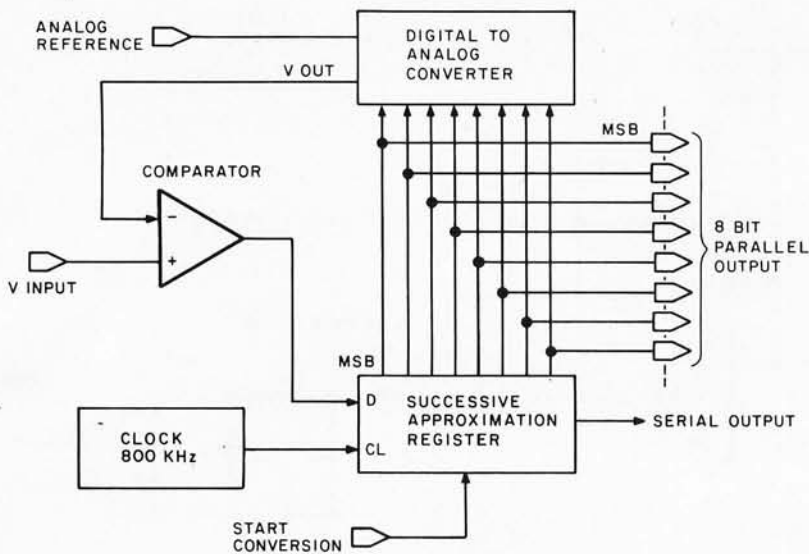 ANALOG
REFERENCE
DIGITAL TO
ANALOG
CONVERTER
V OUT
MSB
COMPARATOR
-
+
V INPUT
8 BIT
PARALLEL
OUTPUT
MSB
D
CL
SUCCESSIVE
APPROXIMATION
REGISTER
SERIAL OUTPUT
CLOCK
800 KHz
START
CONVERSION